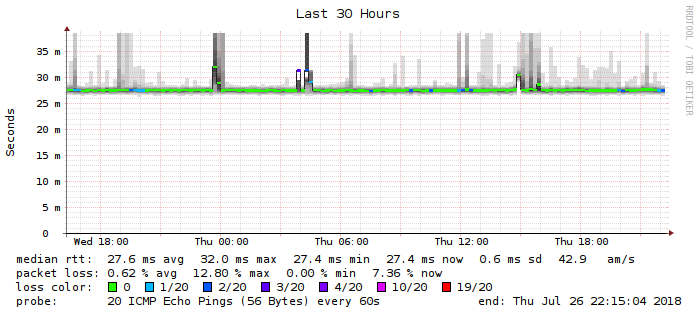 Last 30 Hours
RRDTOOL / TOBI OETIKER
Seconds
35 m
30 m
25 m
20 m
15 m
10 m
5 m
0
Wed 18:00 Thu 00:00 Thu 06:00 Thu 12:00 Thu 18:00
median rtt: 27.6 ms avg 32.0 ms max 27.4 ms min 27.4 ms now 0.6 ms sd 42.9 am/s
packet loss: 0.62 % avg 12.80 % max 0.00 % min 7.36 % now
loss color: 0 1/20 2/20 3/20 4/20 10/20 19/20
probe: 20 ICMP Echo Pings (56 Bytes) every 60s end: Thu Jul 26 22:15:04 2018